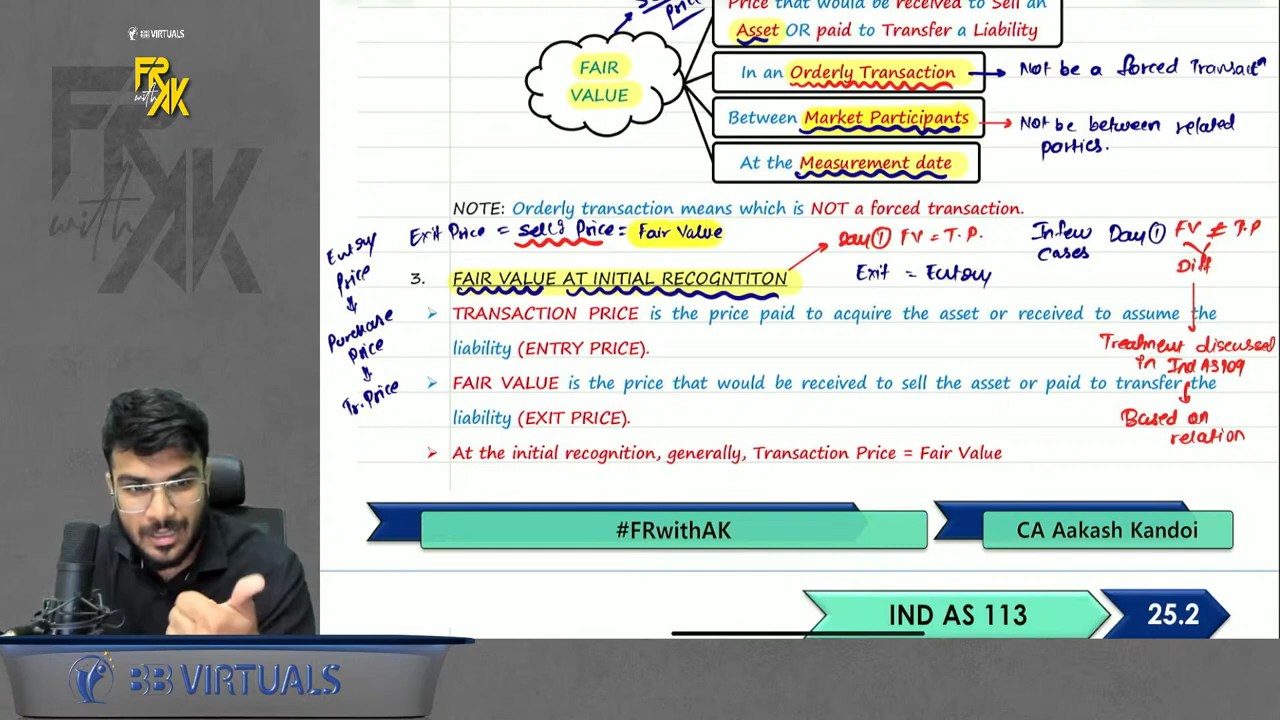 BB VIRTUALS
FR
with
AK
FR
with
AK
Price
Price that would be received to Sell an
Asset OR paid to Transfer a Liability
FAIR
VALUE
In an Orderly Transaction
Not be a forced Transactn
Between Market Participants
Not be between related
parties.
At the Measurement date
NOTE: Orderly transaction means which is NOT a forced transaction.
Exit Price = Selling Price = Fair Value
Entry
Price
Purchase
Price
Tr. Price
Day ① FV = T.P.
Exit = Entry
In few
Cases
Day ① FV ≠ T.P
Diff
Treatment discussed
in Ind AS 109
Based on
relation
3. FAIR VALUE AT INITIAL RECOGNTITON
TRANSACTION PRICE is the price paid to acquire the asset or received to assume the
liability (ENTRY PRICE).
FAIR VALUE is the price that would be received to sell the asset or paid to transfer the
liability (EXIT PRICE).
At the initial recognition, generally, Transaction Price = Fair Value
#FRwithAK
CA Aakash Kandoi
IND AS 113
25.2
BB VIRTUALS